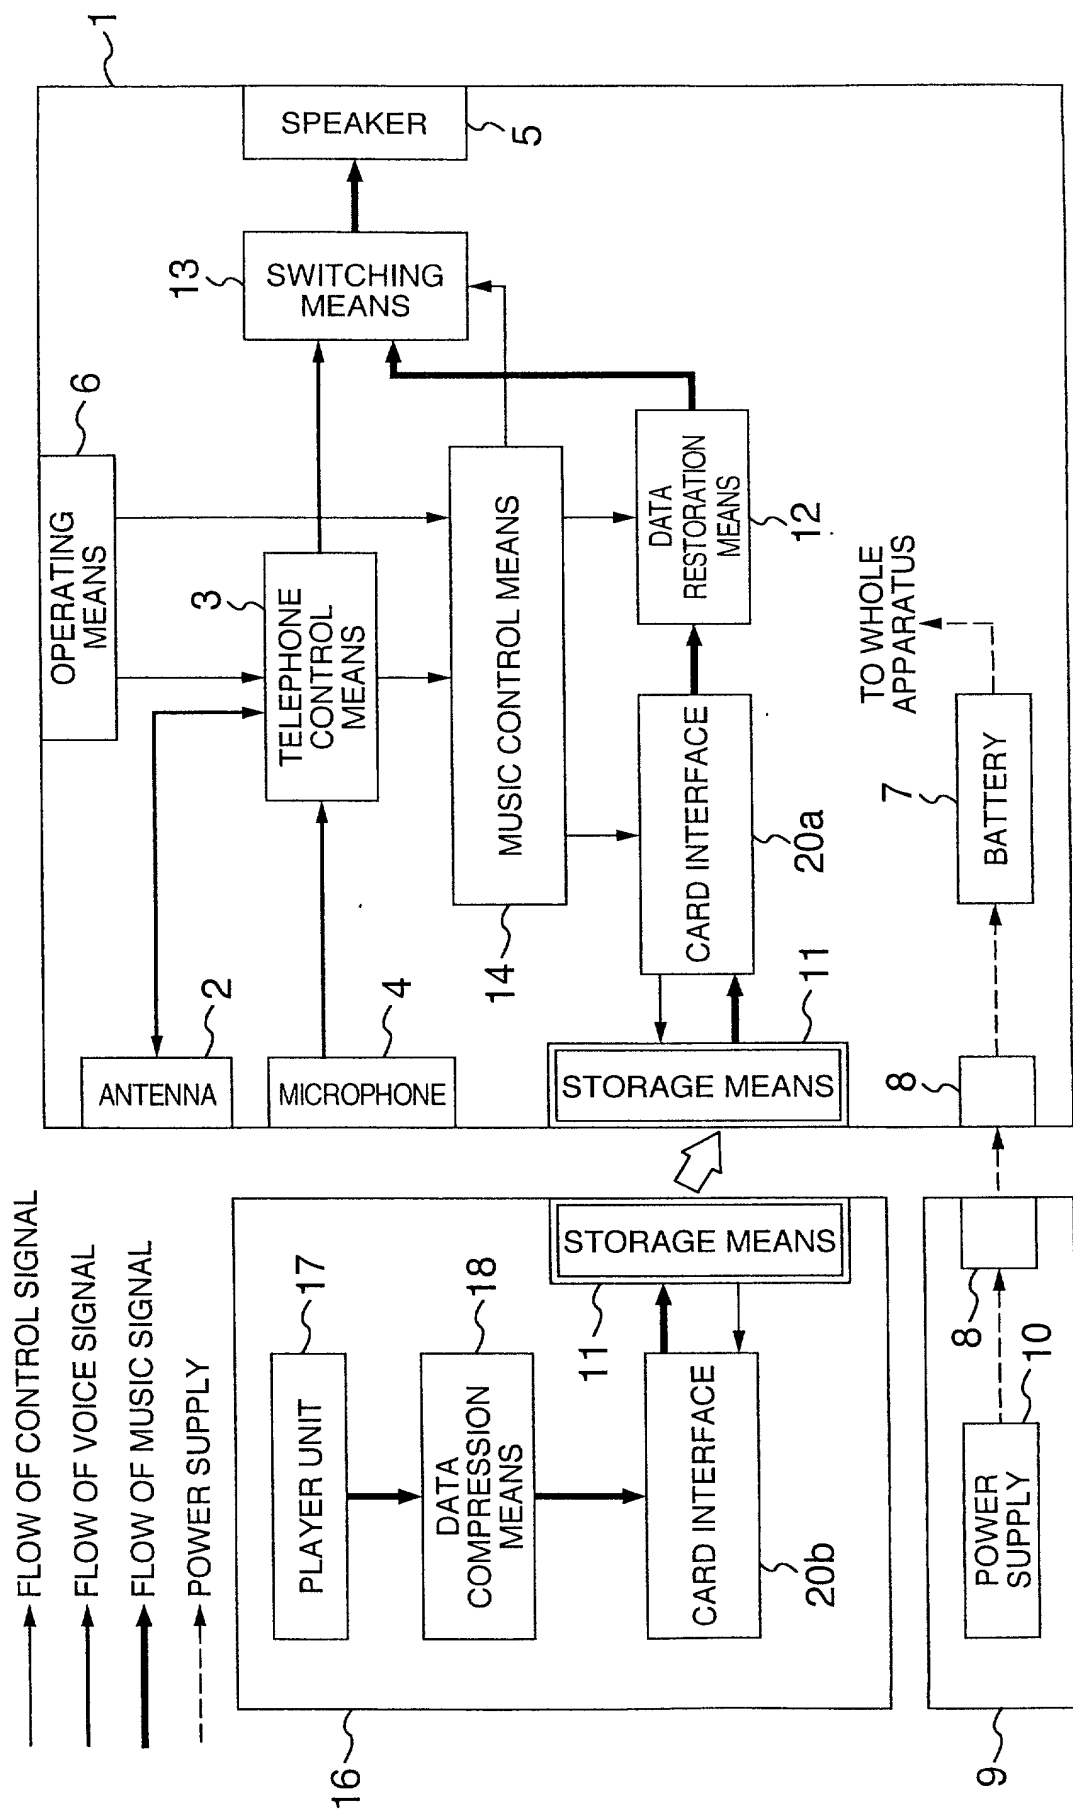 FLOW OF CONTROL SIGNAL
FLOW OF VOICE SIGNAL
FLOW OF MUSIC SIGNAL
POWER SUPPLY
16
PLAYER UNIT
17
DATA
COMPRESSION
MEANS
18
CARD INTERFACE
20b
STORAGE MEANS
11
9
POWER
SUPPLY
10
8
1
ANTENNA
2
MICROPHONE
4
STORAGE MEANS
11
8
OPERATING
MEANS
6
TELEPHONE
CONTROL
MEANS
3
MUSIC CONTROL MEANS
14
CARD INTERFACE
20a
DATA
RESTORATION
MEANS
12
SWITCHING
MEANS
13
SPEAKER
5
BATTERY
7
TO WHOLE
APPARATUS